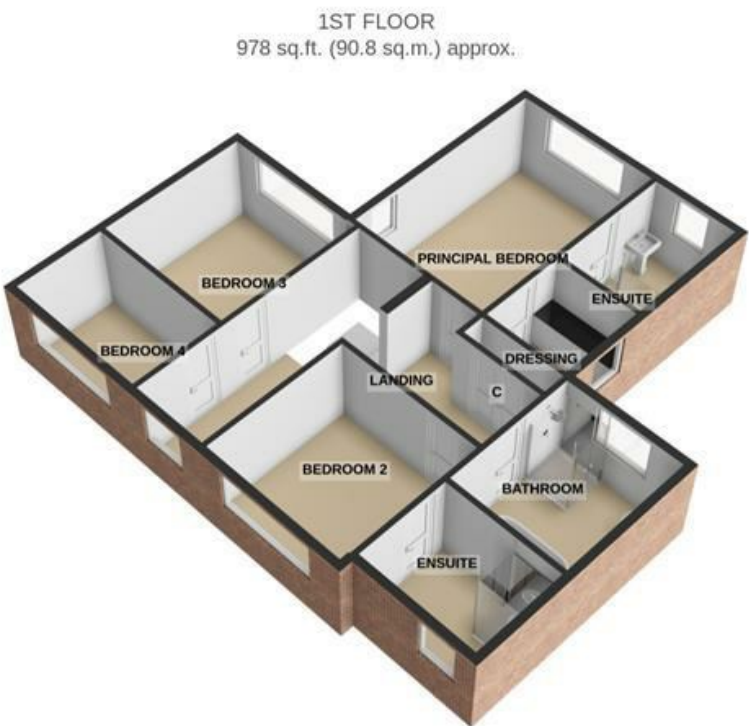 1ST FLOOR
978 sq.ft. (90.8 sq.m.) approx.
PRINCIPAL BEDROOM
BEDROOM 3
ENSUITE
BEDROOM 4
DRESSING
LANDING
C
BEDROOM 2
BATHROOM
ENSUITE